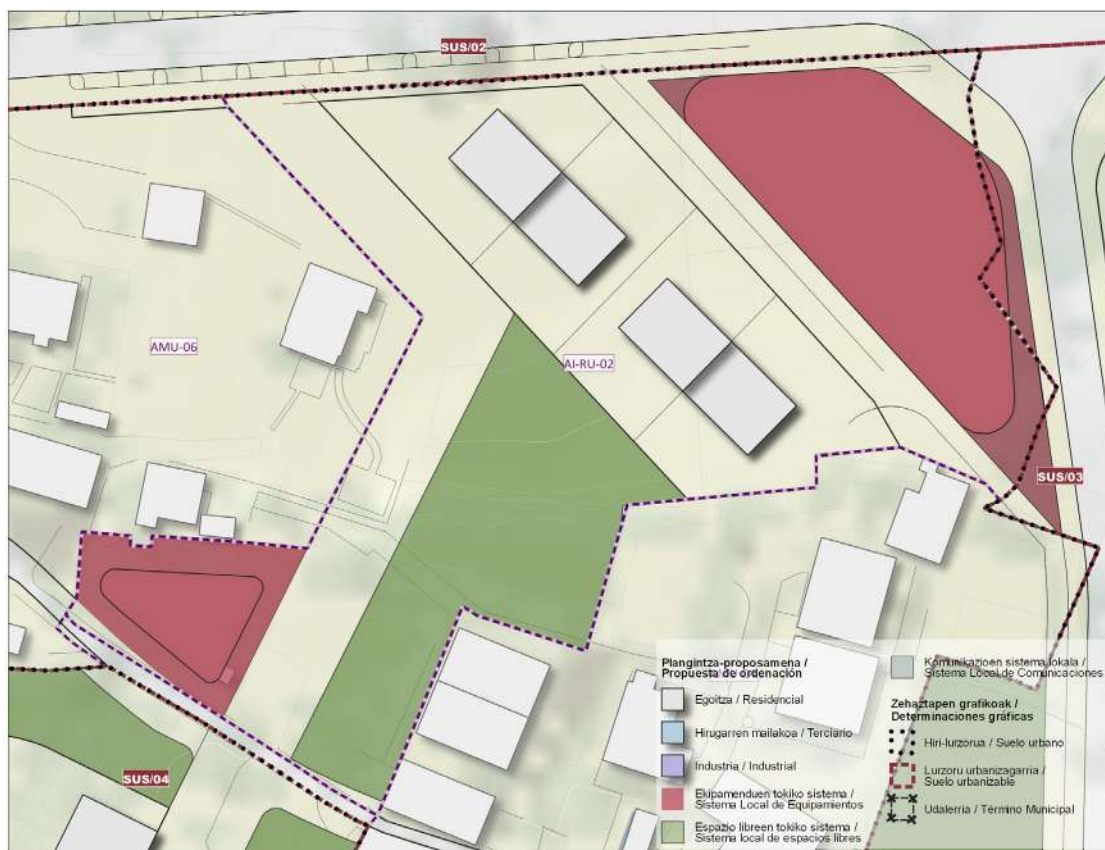 SUS/02
AMU-06
AI-RU-02
SUS/03
SUS/04
Plangintza-proposamena /
Propuesta de ordenación
Egoitza / Residencial
Hirugarren mailakoa / Terciario
Industria / Industrial
Ekipamenduen tokiko sistema /
Sistema Local de Equipamientos
Espazio libreen tokiko sistema /
Sistema local de espacios libres
Komunikazioen sistema lokala /
Sistema Local de Comunicaciones
Zehaztapen grafikoak /
Determinaciones gráficas
Hiri-lurzorua / Suelo urbano
Lurzoru urbanizagarria /
Suelo urbanizable
Udalerria / Término Municipal